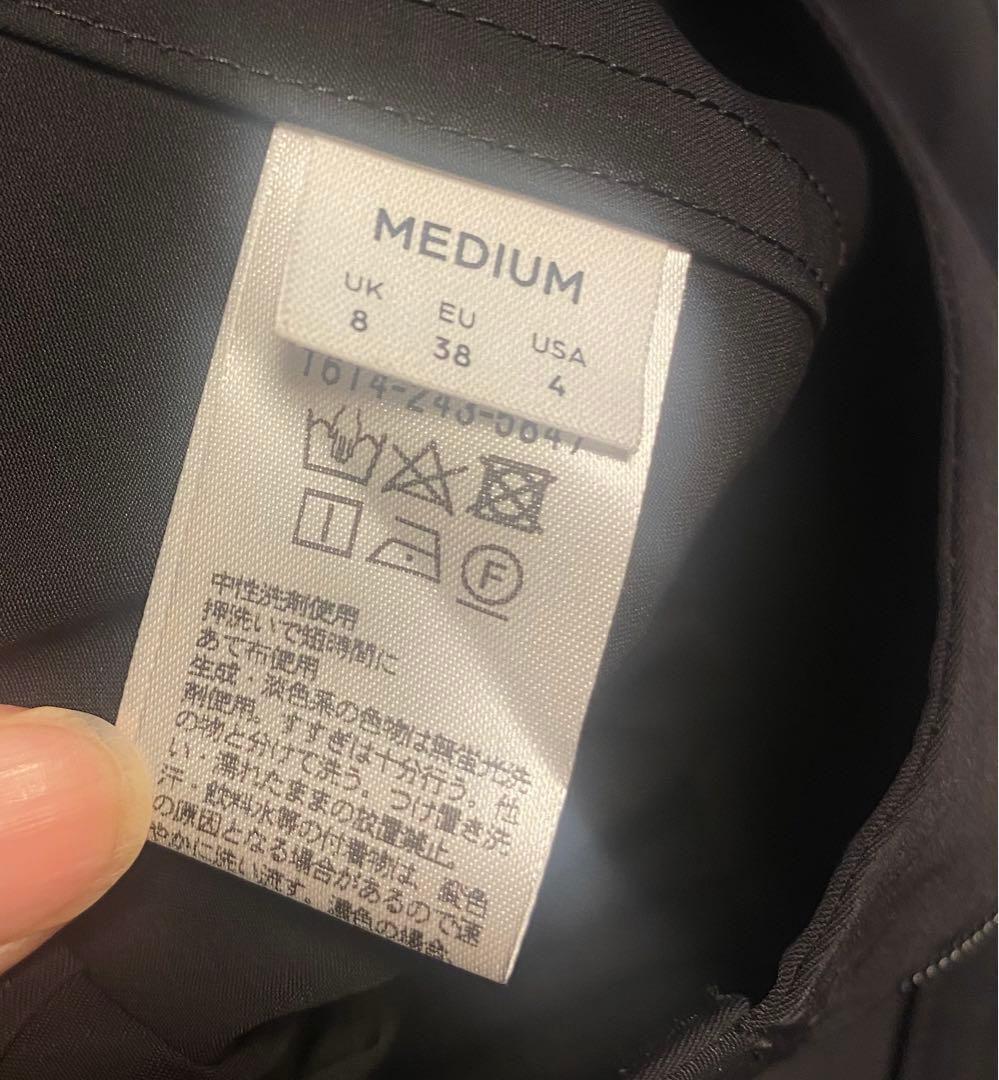 MEDIUM
UK EU USA
8 38 4
1614-243-5647
F
中性洗剤使用
押洗いで短時間に
あて布使用
生成・淡色系の色物は無蛍光洗
剤使用。すすぎは十分行う。他
の物と分けて洗う。つけ置き洗
い・濡れたままの放置禁止。
汗・飲料水等の付着物は、変色
の原因となる場合があるので速
やかに洗い流す。濃色の場合